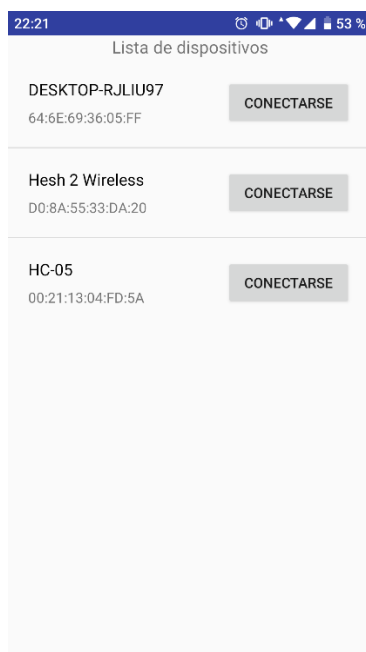 22:21 53 %
Lista de dispositivos
DESKTOP-RJLIU97
64:6E:69:36:05:FF
CONECTARSE
Hesh 2 Wireless
D0:8A:55:33:DA:20
CONECTARSE
HC-05
00:21:13:04:FD:5A
CONECTARSE